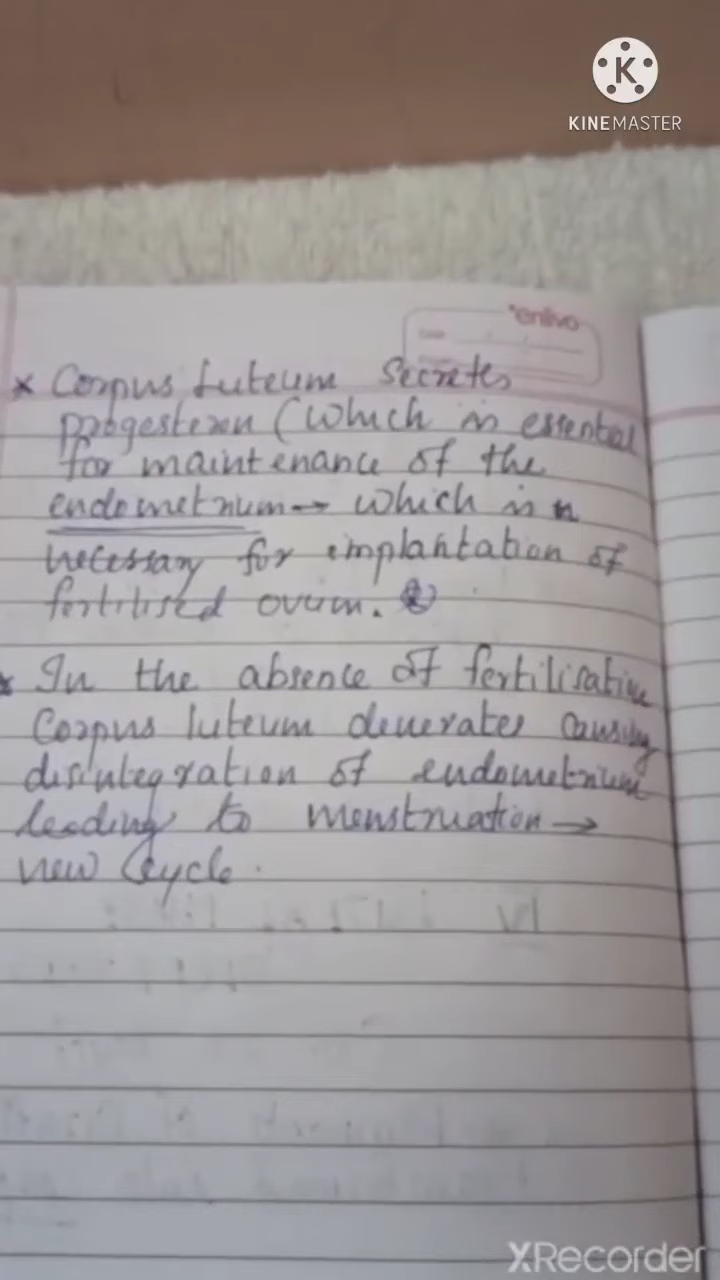 KINEMASTER
enlivo
* Corpus Luteum Secretes
progesteron (which is essential
for maintenance of the
endometrium → which is
necessary for implantation of
fertilised ovum.
* In the absence of fertilisation
Corpus luteum denerates causing
disintegration of endometrium
leading to menstruation →
new Cycle.
XRecorder